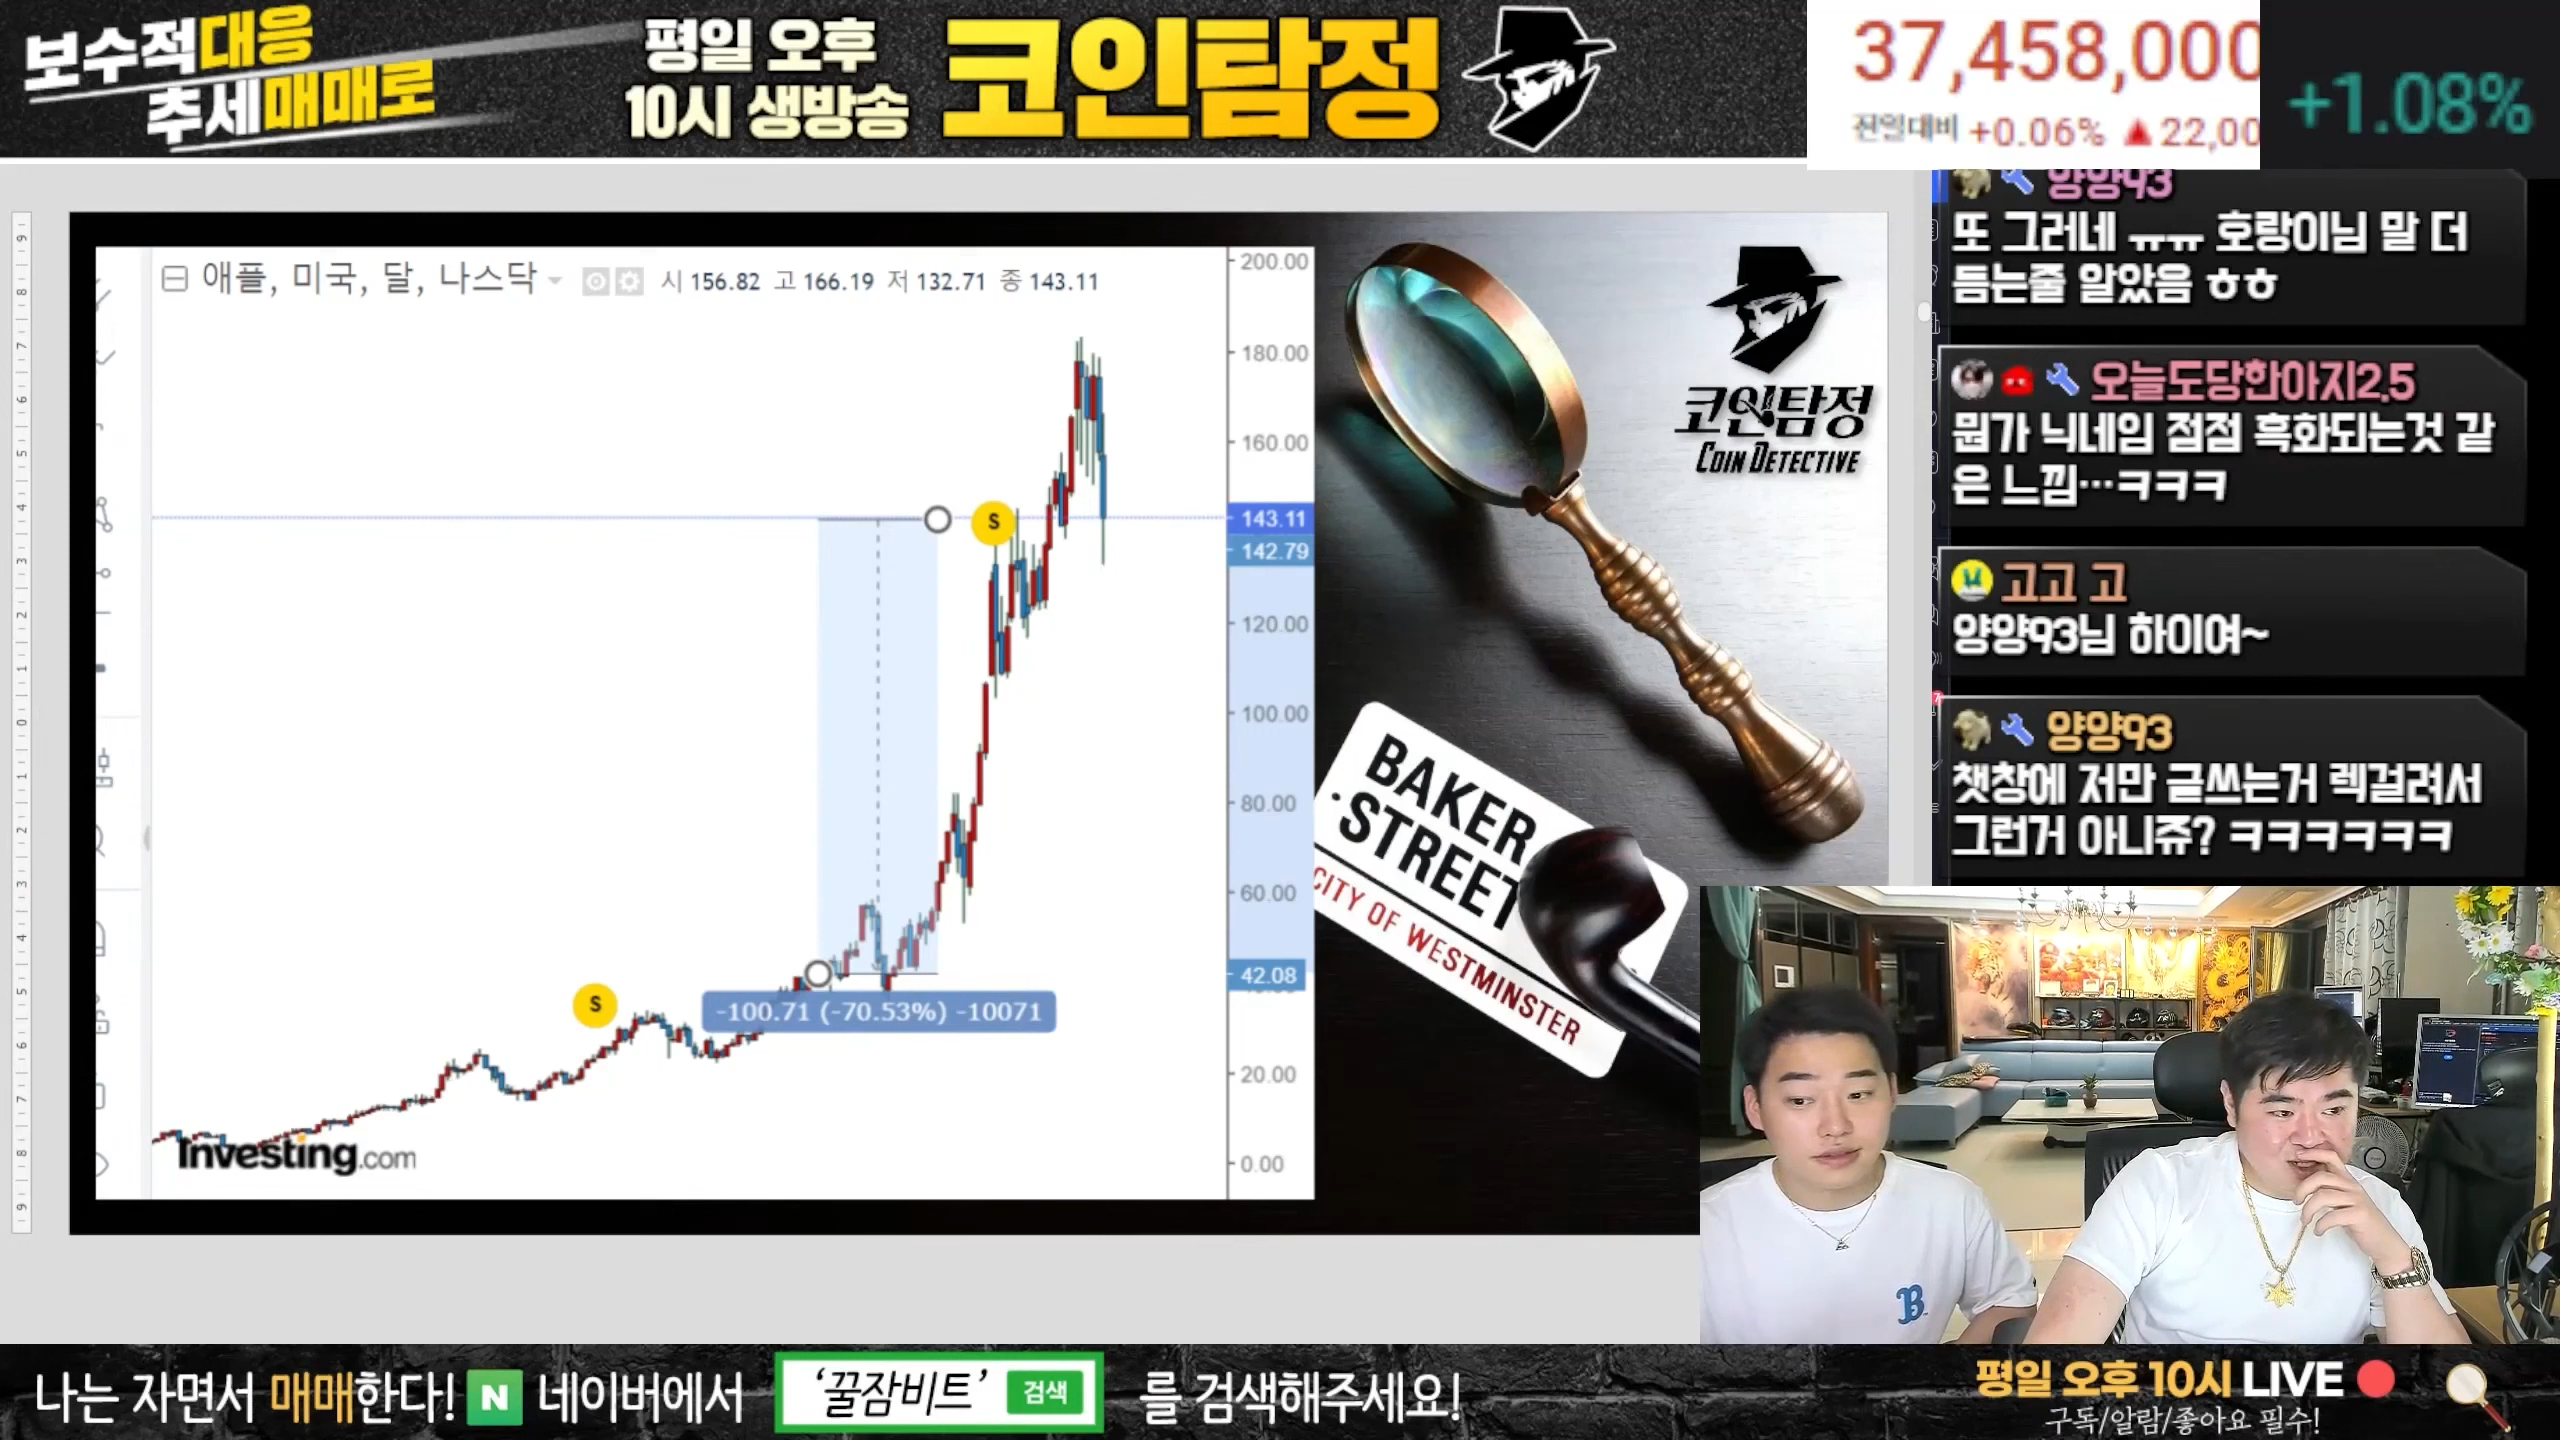 보수적대응
추세매매로
평일 오후
10시 생방송
코인탐정
37,458,000
전일대비 +0.06% ▲22,00
+1.08%
애플, 미국, 달, 나스닥
시 156.82 고 166.19 저 132.71 종 143.11
200.00
180.00
160.00
143.11
142.79
120.00
100.00
80.00
60.00
42.08
20.00
0.00
S
S
-100.71 (-70.53%) -10071
Investing.com
코인탐정
COIN DETECTIVE
BAKER
STREET
CITY OF WESTMINSTER
양양93
또 그러네 ㅠㅠ 호랑이님 말 더
듬는줄 알았음 ㅎㅎ
오늘도당한아지2.5
뭔가 닉네임 점점 흑화되는것 같
은 느낌…ㅋㅋㅋ
고고 고
양양93님 하이여~
양양93
챗창에 저만 글쓰는거 렉걸려서
그런거 아니쥬? ㅋㅋㅋㅋㅋㅋ
B
나는 자면서 매매한다! N 네이버에서 '꿀잠비트' 검색 를 검색해주세요!
평일 오후 10시 LIVE
구독/알람/좋아요 필수!